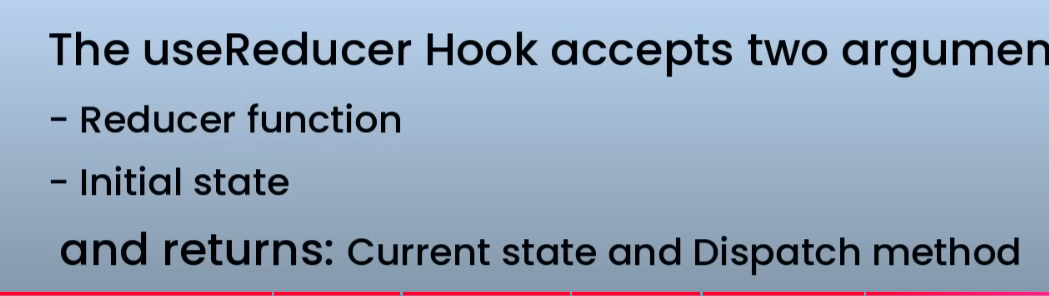 The useReducer Hook accepts two argumen
- Reducer function
- Initial state
and returns: Current state and Dispatch method